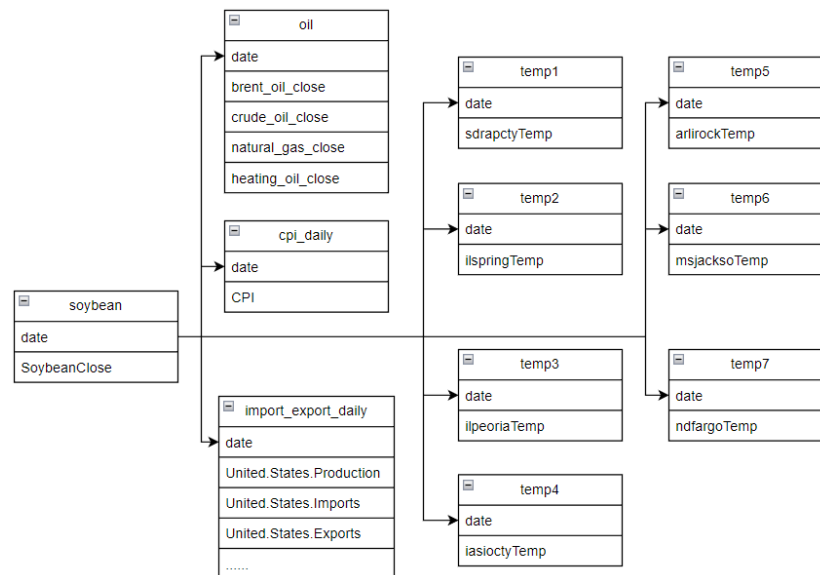 oil
date
brent_oil_close
crude_oil_close
natural_gas_close
heating_oil_close
cpi_daily
date
CPI
soybean
date
SoybeanClose
import_export_daily
date
United.States.Production
United.States.Imports
United.States.Exports
......
temp1
date
sdrapctyTemp
temp2
date
ilspringTemp
temp3
date
ilpeoriaTemp
temp4
date
iasioctyTemp
temp5
date
arlirockTemp
temp6
date
msjacksoTemp
temp7
date
ndfargoTemp